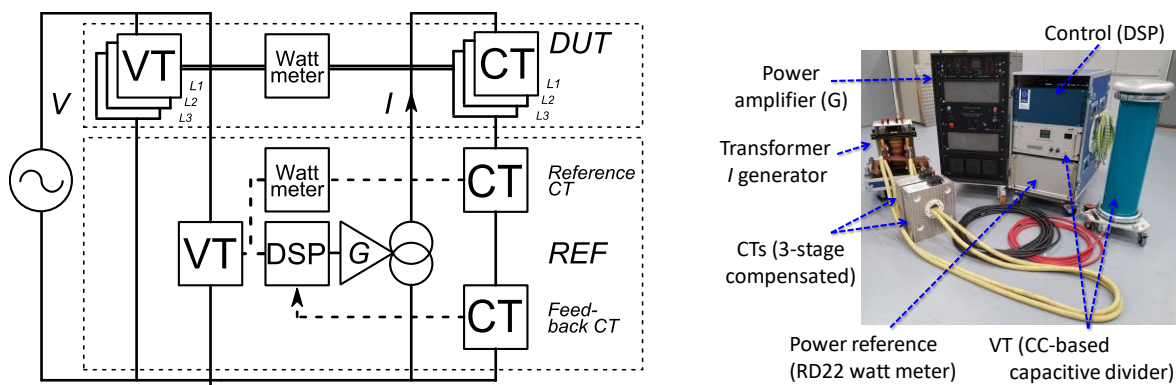 V
VT
L1
L2
L3
Watt
meter
I
CT
DUT
L1
L2
L3
Watt
meter
CT
Reference
CT
VT
DSP
G
REF
CT
Feed-
back CT
Control (DSP)
Power
amplifier (G)
Transformer
I generator
CTs (3-stage
compensated)
Power reference
(RD22 watt meter)
VT (CC-based
capacitive divider)